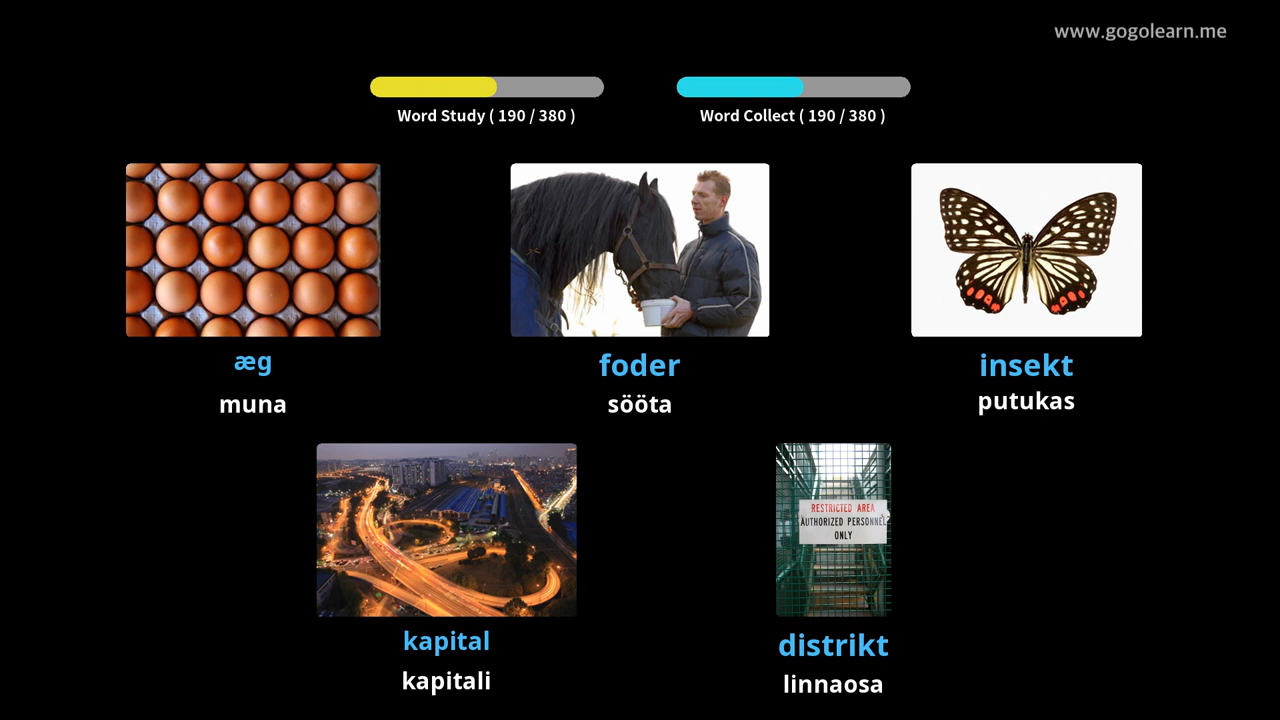 www.gogolearn.me
Word Study ( 190 / 380 )
Word Collect ( 190 / 380 )
æg
muna
foder
sööta
insekt
putukas
RESTRICTED AREA
AUTHORIZED PERSONNEL
ONLY
kapital
kapitali
distrikt
linnaosa